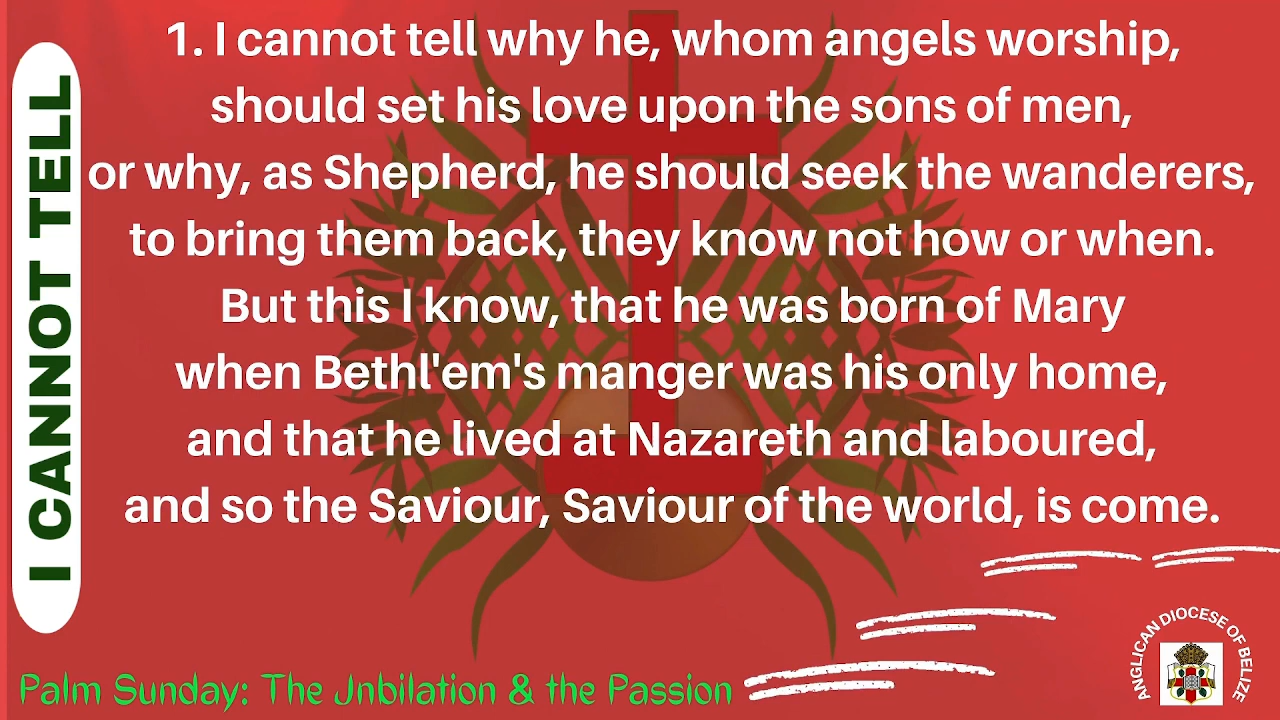 I CANNOT TELL
1. I cannot tell why he, whom angels worship,
should set his love upon the sons of men,
or why, as Shepherd, he should seek the wanderers,
to bring them back, they know not how or when.
But this I know, that he was born of Mary
when Bethl'em's manger was his only home,
and that he lived at Nazareth and laboured,
and so the Saviour, Saviour of the world, is come.
Palm Sunday: The Jnbilation & the Passion
ANGLICAN DIOCESE OF BELIZE